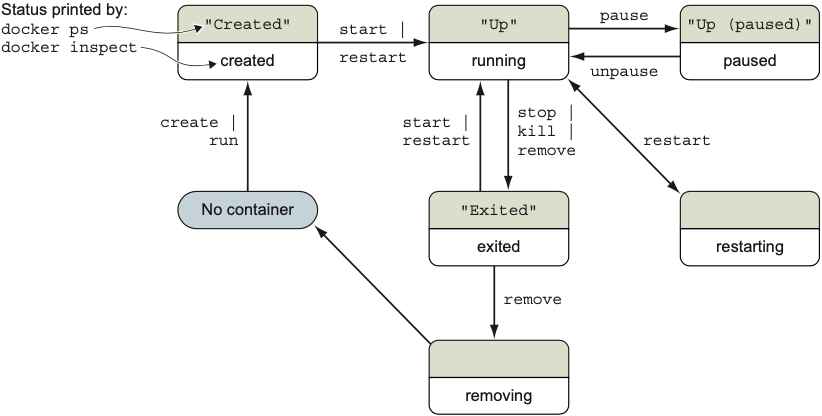 Status printed by:
docker ps
docker inspect
"Created"
created
start |
restart
"Up"
running
pause
unpause
"Up (paused)"
paused
create |
run
start |
restart
stop |
kill |
remove
restart
No container
"Exited"
exited
restarting
remove
removing